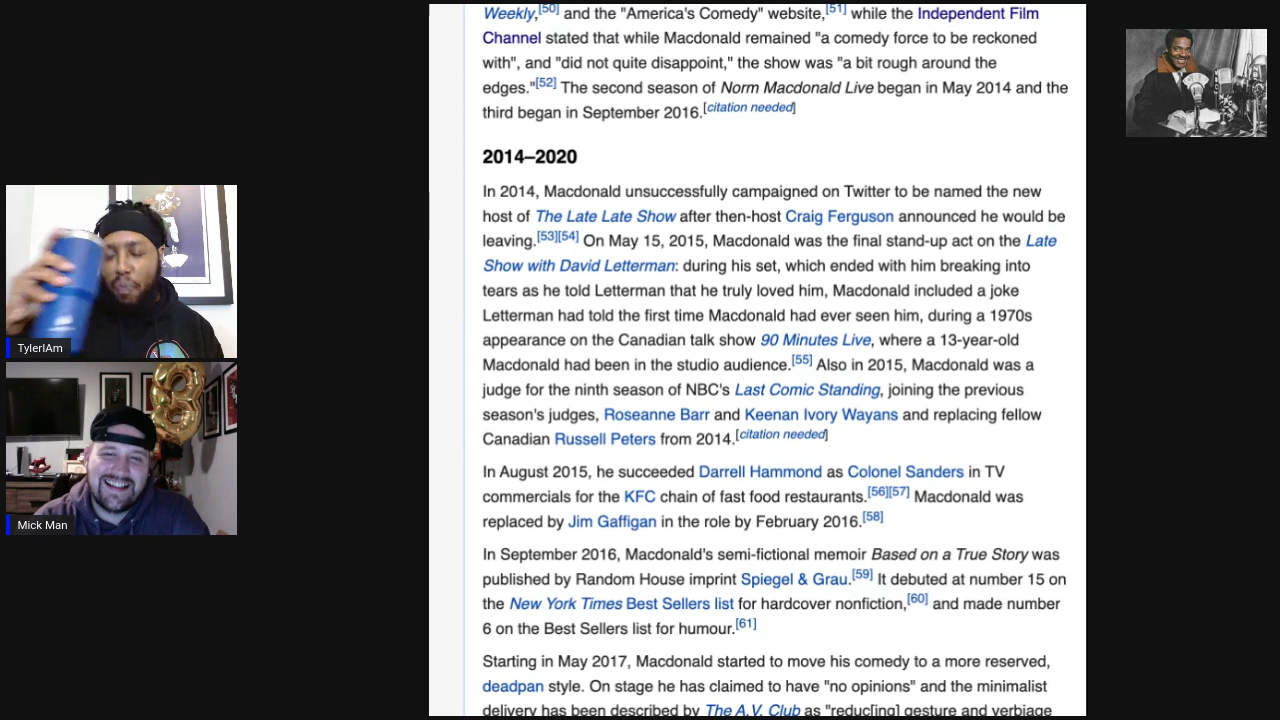 Weekly,[50] and the "America's Comedy" website,[51] while the Independent Film
Channel stated that while Macdonald remained "a comedy force to be reckoned
with", and "did not quite disappoint," the show was "a bit rough around the
edges."[52] The second season of Norm Macdonald Live began in May 2014 and the
third began in September 2016.[citation needed]
2014–2020
In 2014, Macdonald unsuccessfully campaigned on Twitter to be named the new
host of The Late Late Show after then-host Craig Ferguson announced he would be
leaving.[53][54] On May 15, 2015, Macdonald was the final stand-up act on the Late
Show with David Letterman: during his set, which ended with him breaking into
tears as he told Letterman that he truly loved him, Macdonald included a joke
Letterman had told the first time Macdonald had ever seen him, during a 1970s
appearance on the Canadian talk show 90 Minutes Live, where a 13-year-old
Macdonald had been in the studio audience.[55] Also in 2015, Macdonald was a
judge for the ninth season of NBC's Last Comic Standing, joining the previous
season's judges, Roseanne Barr and Keenan Ivory Wayans and replacing fellow
Canadian Russell Peters from 2014.[citation needed]
In August 2015, he succeeded Darrell Hammond as Colonel Sanders in TV
commercials for the KFC chain of fast food restaurants.[56][57] Macdonald was
replaced by Jim Gaffigan in the role by February 2016.[58]
In September 2016, Macdonald's semi-fictional memoir Based on a True Story was
published by Random House imprint Spiegel & Grau.[59] It debuted at number 15 on
the New York Times Best Sellers list for hardcover nonfiction,[60] and made number
6 on the Best Sellers list for humour.[61]
Starting in May 2017, Macdonald started to move his comedy to a more reserved,
deadpan style. On stage he has claimed to have "no opinions" and the minimalist
delivery has been described by The A.V. Club as "reduc[ing] gesture and verbiage
TylerIAm
Mick Man